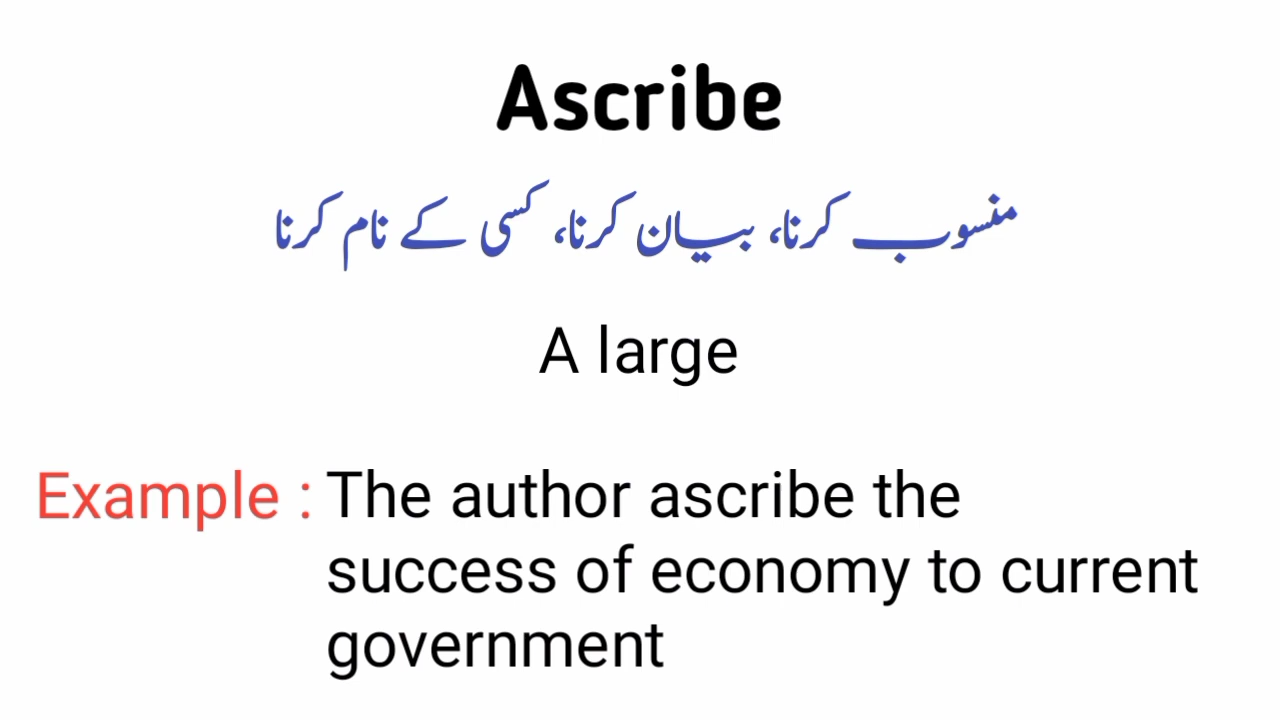 Ascribe
منسوب کرنا، بیان کرنا، کسی کے نام کرنا
A large
Example : The author ascribe the
success of economy to current
government